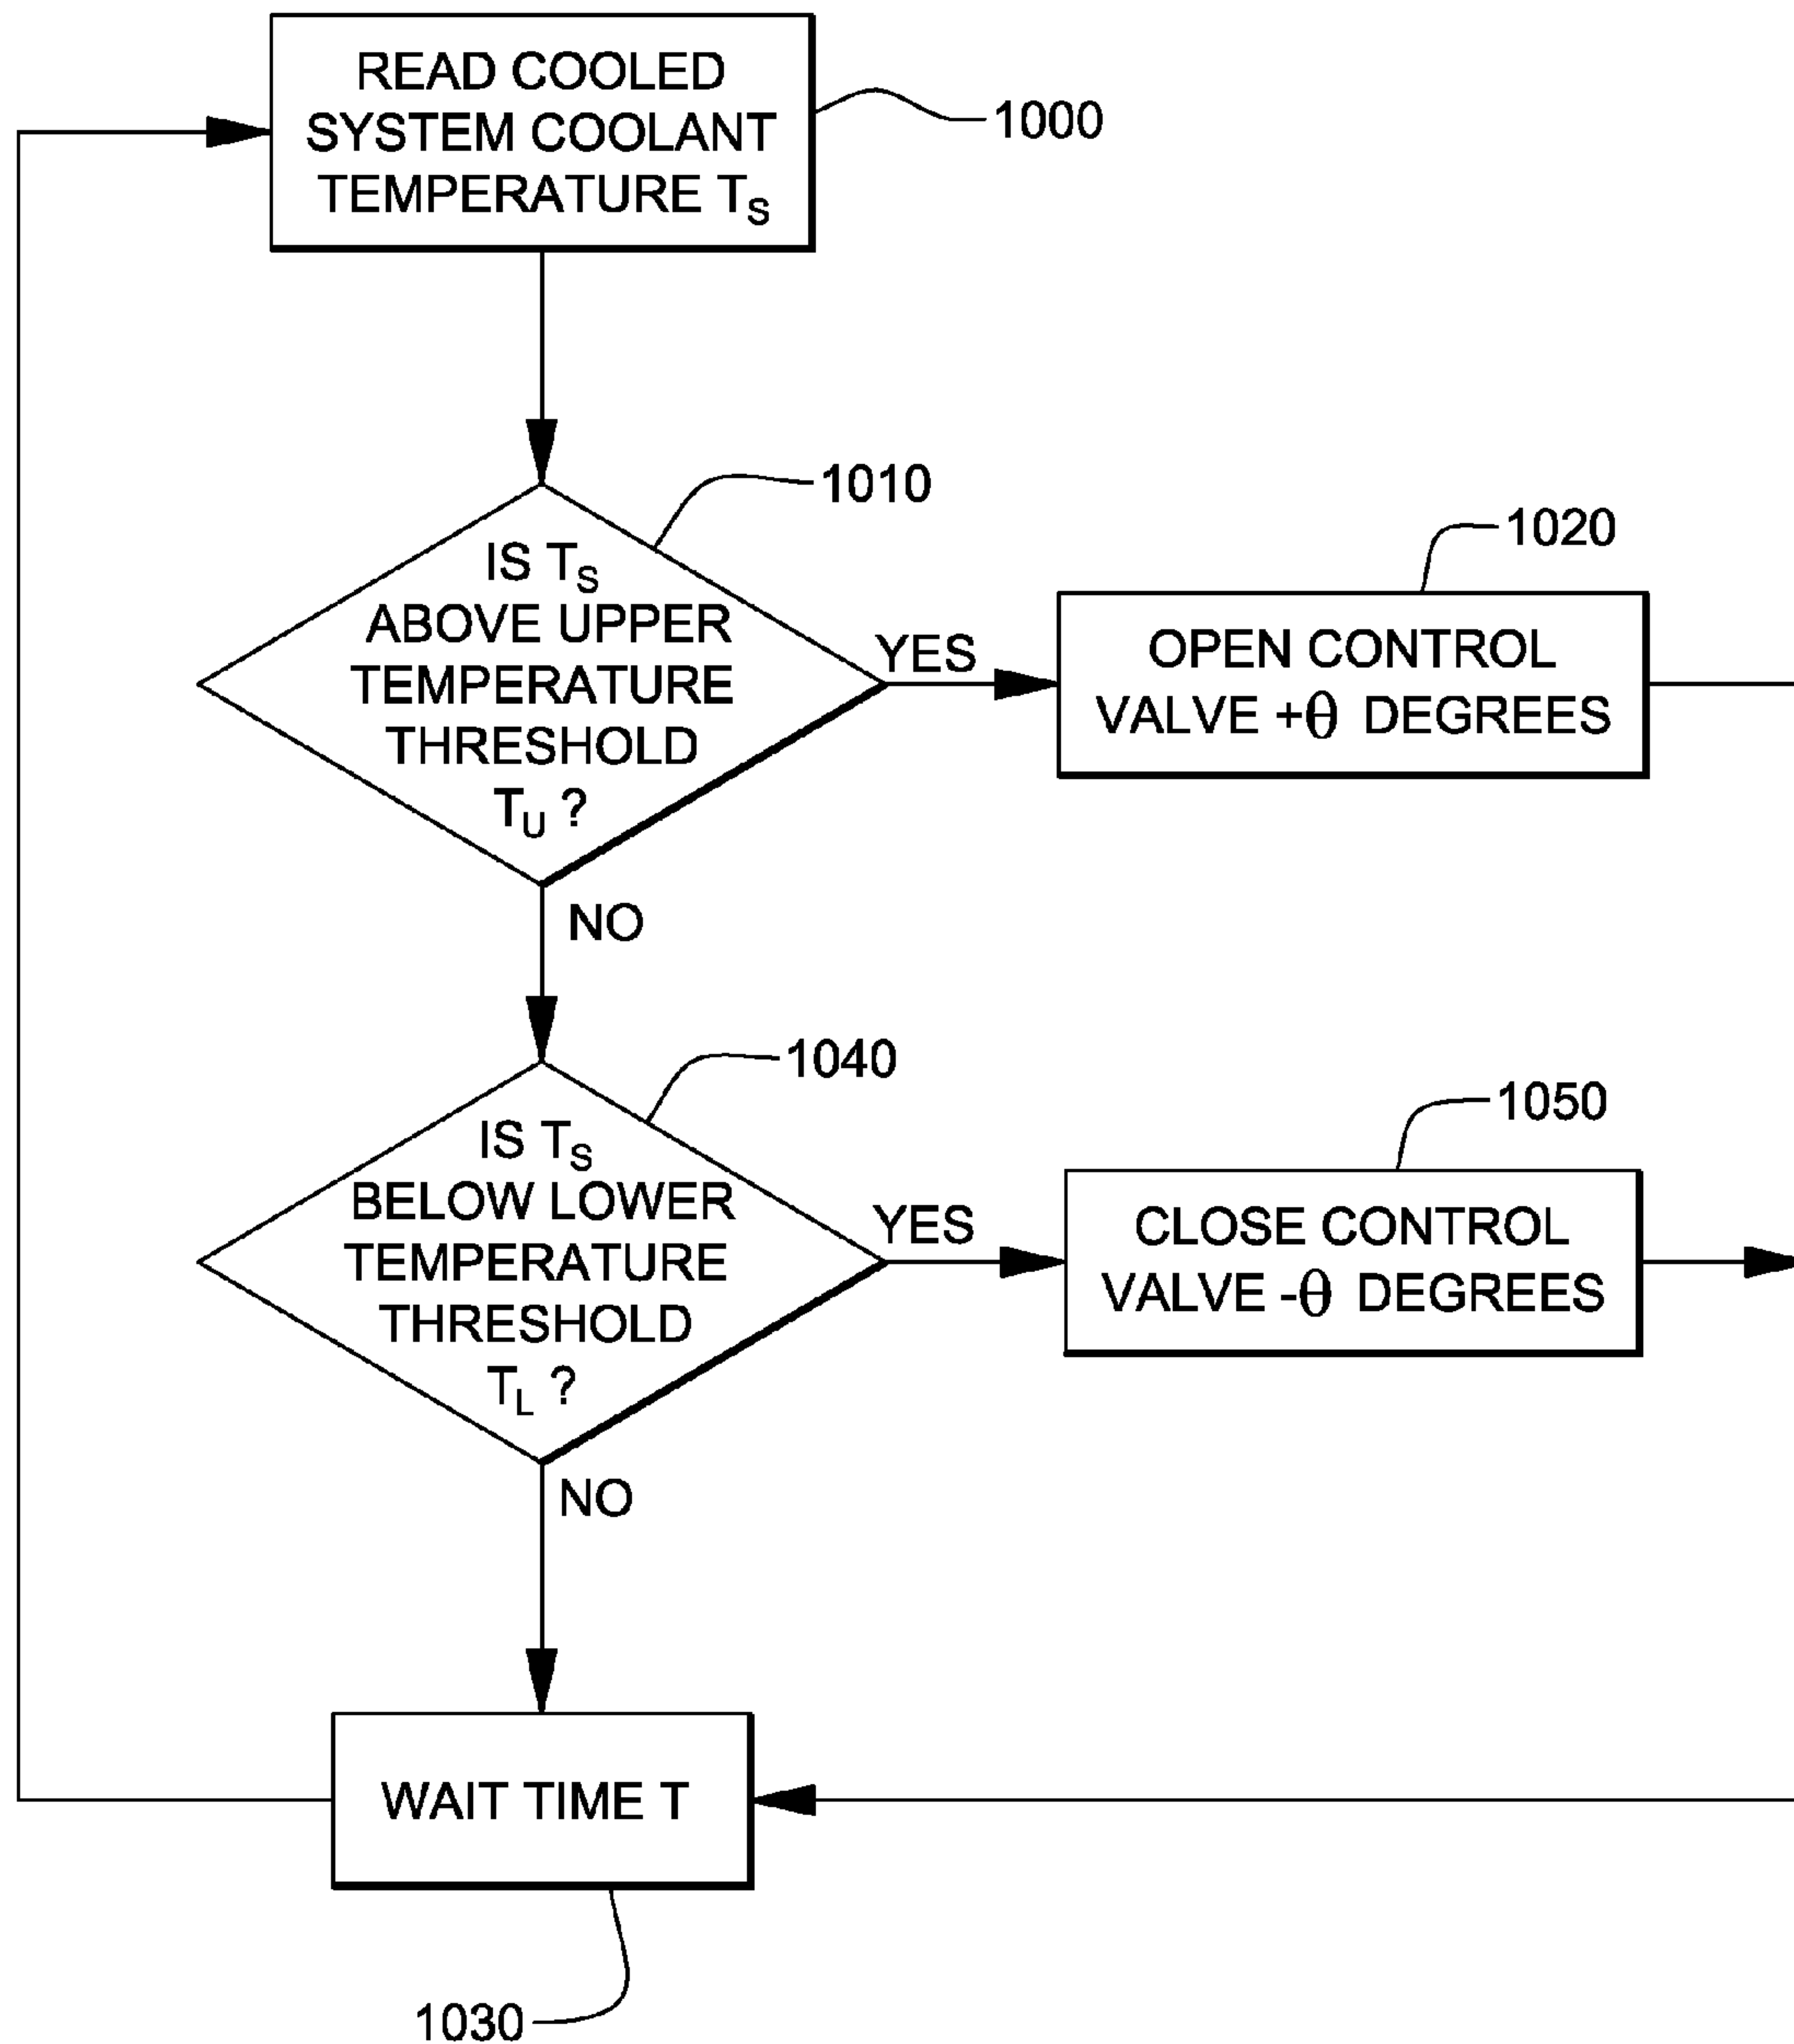 READ COOLED
SYSTEM COOLANT
TEMPERATURE TS
1000
1010
IS TS
ABOVE UPPER
TEMPERATURE
THRESHOLD
TU ?
YES
1020
OPEN CONTROL
VALVE +θ DEGREES
NO
1040
IS TS
BELOW LOWER
TEMPERATURE
THRESHOLD
TL ?
YES
1050
CLOSE CONTROL
VALVE -θ DEGREES
NO
WAIT TIME T
1030